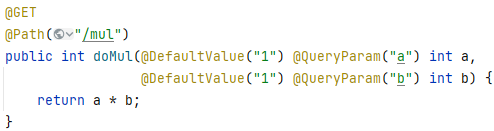 @GET
@Path("/mul")
public int doMul(@DefaultValue("1") @QueryParam("a") int a,
                 @DefaultValue("1") @QueryParam("b") int b) {
    return a * b;
}